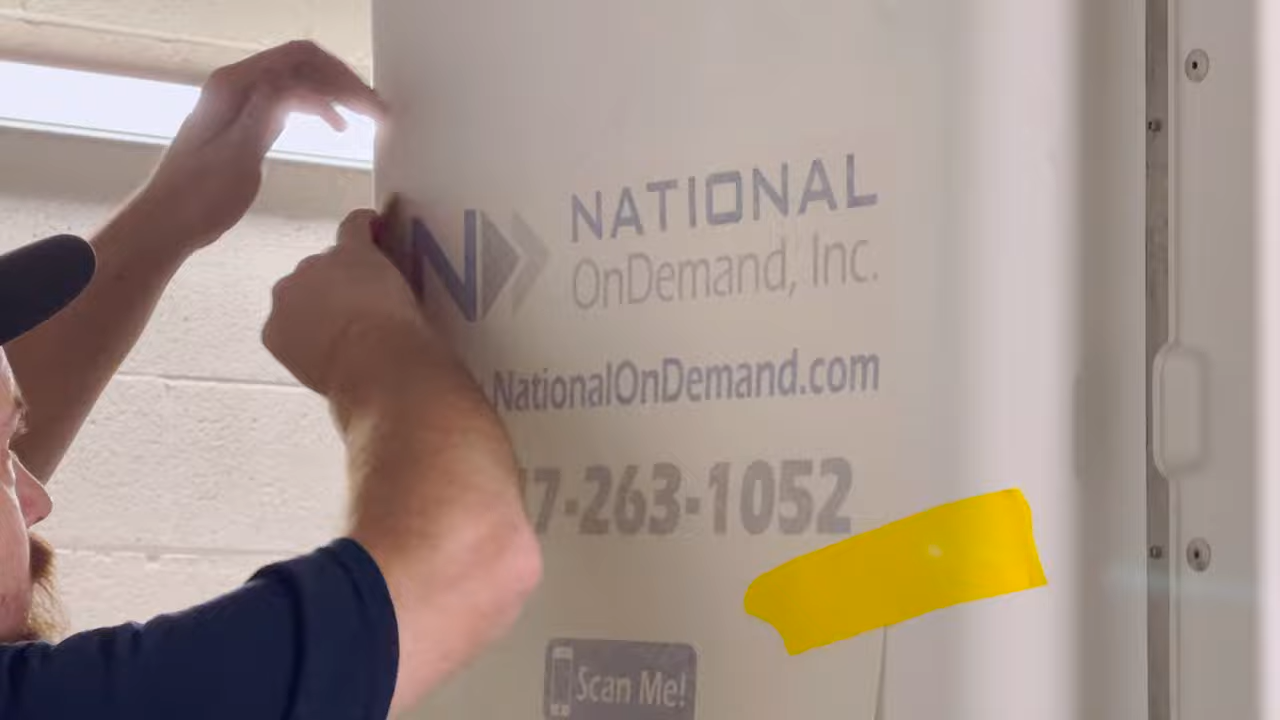 N
NATIONAL
OnDemand, Inc.
NationalOnDemand.com
7-263-1052
Scan Me!